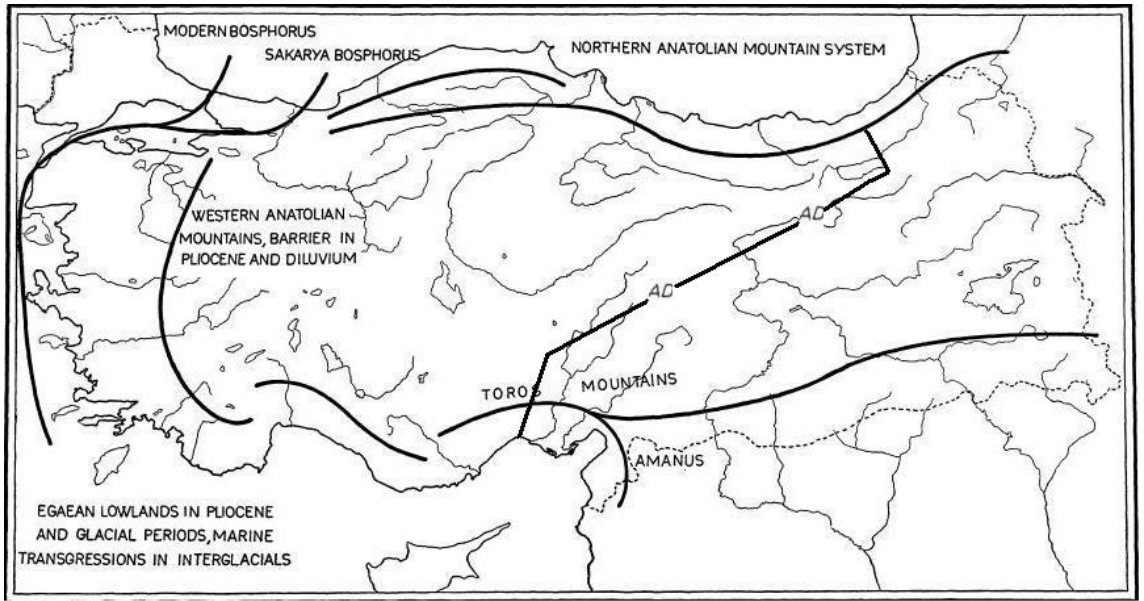 MODERN BOSPHORUS
SAKARYA BOSPHORUS
NORTHERN ANATOLIAN MOUNTAIN SYSTEM
WESTERN ANATOLIAN
MOUNTAINS, BARRIER IN
PLIOCENE AND DILUVIUM
AD
AD
TOROS MOUNTAINS
AMANUS
EGAEAN LOWLANDS IN PLIOCENE
AND GLACIAL PERIODS, MARINE
TRANSGRESSIONS IN INTERGLACIALS